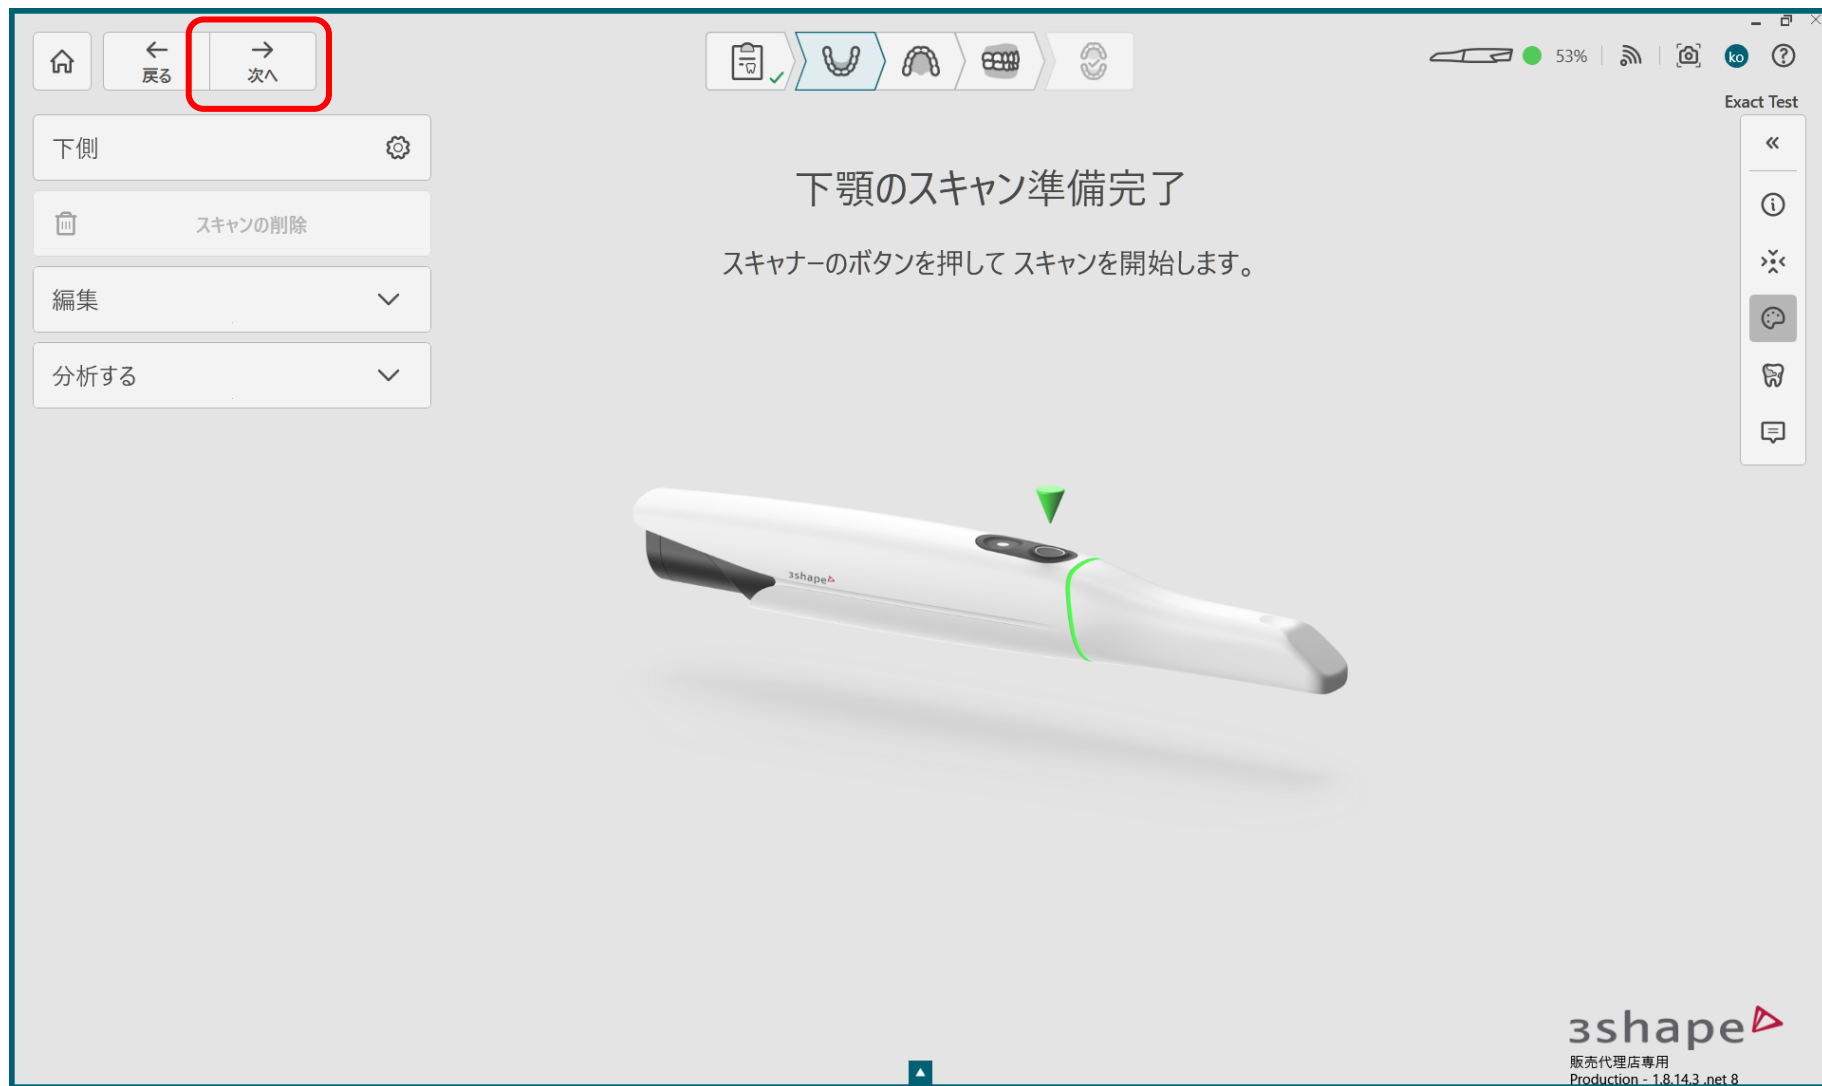 戻る
次へ
53%
ko
Exact Test
下側
スキャンの削除
編集
分析する
下顎のスキャン準備完了
スキャナーのボタンを押して スキャンを開始します。
3shape
3shape
販売代理店専用
Production - 1.8.14.3 .net 8